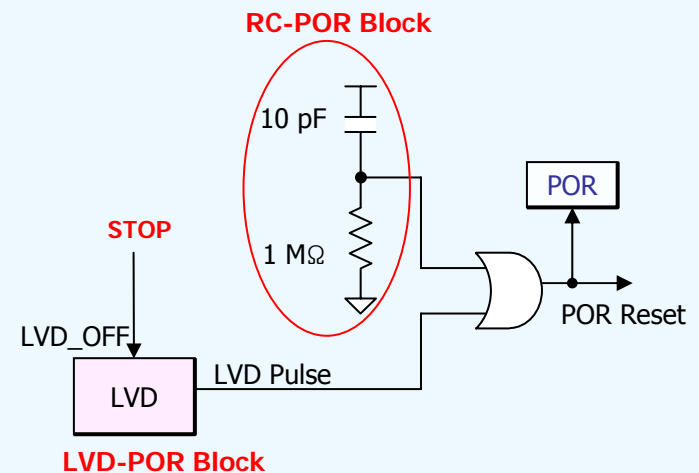 RC-POR Block
10 pF
POR
STOP
1 MΩ
POR Reset
LVD_OFF
LVD Pulse
LVD
LVD-POR Block